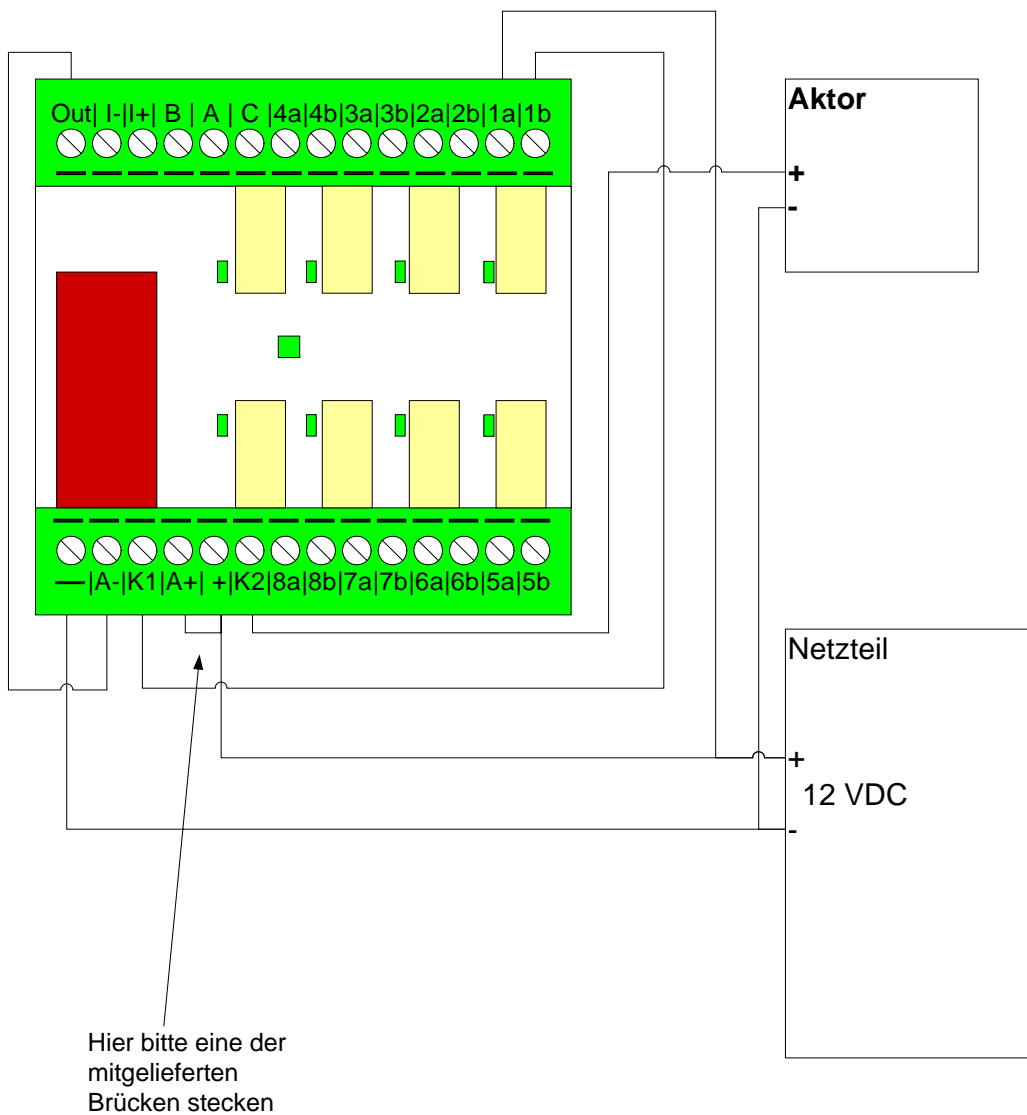 Out| I-|I+| B | A | C |4a|4b|3a|3b|2a|2b|1a|1b
Aktor
+
-
— |A-|K1|A+| +|K2|8a|8b|7a|7b|6a|6b|5a|5b
Netzteil
+
12 VDC
-
Hier bitte eine der
mitgelieferten
Brücken stecken